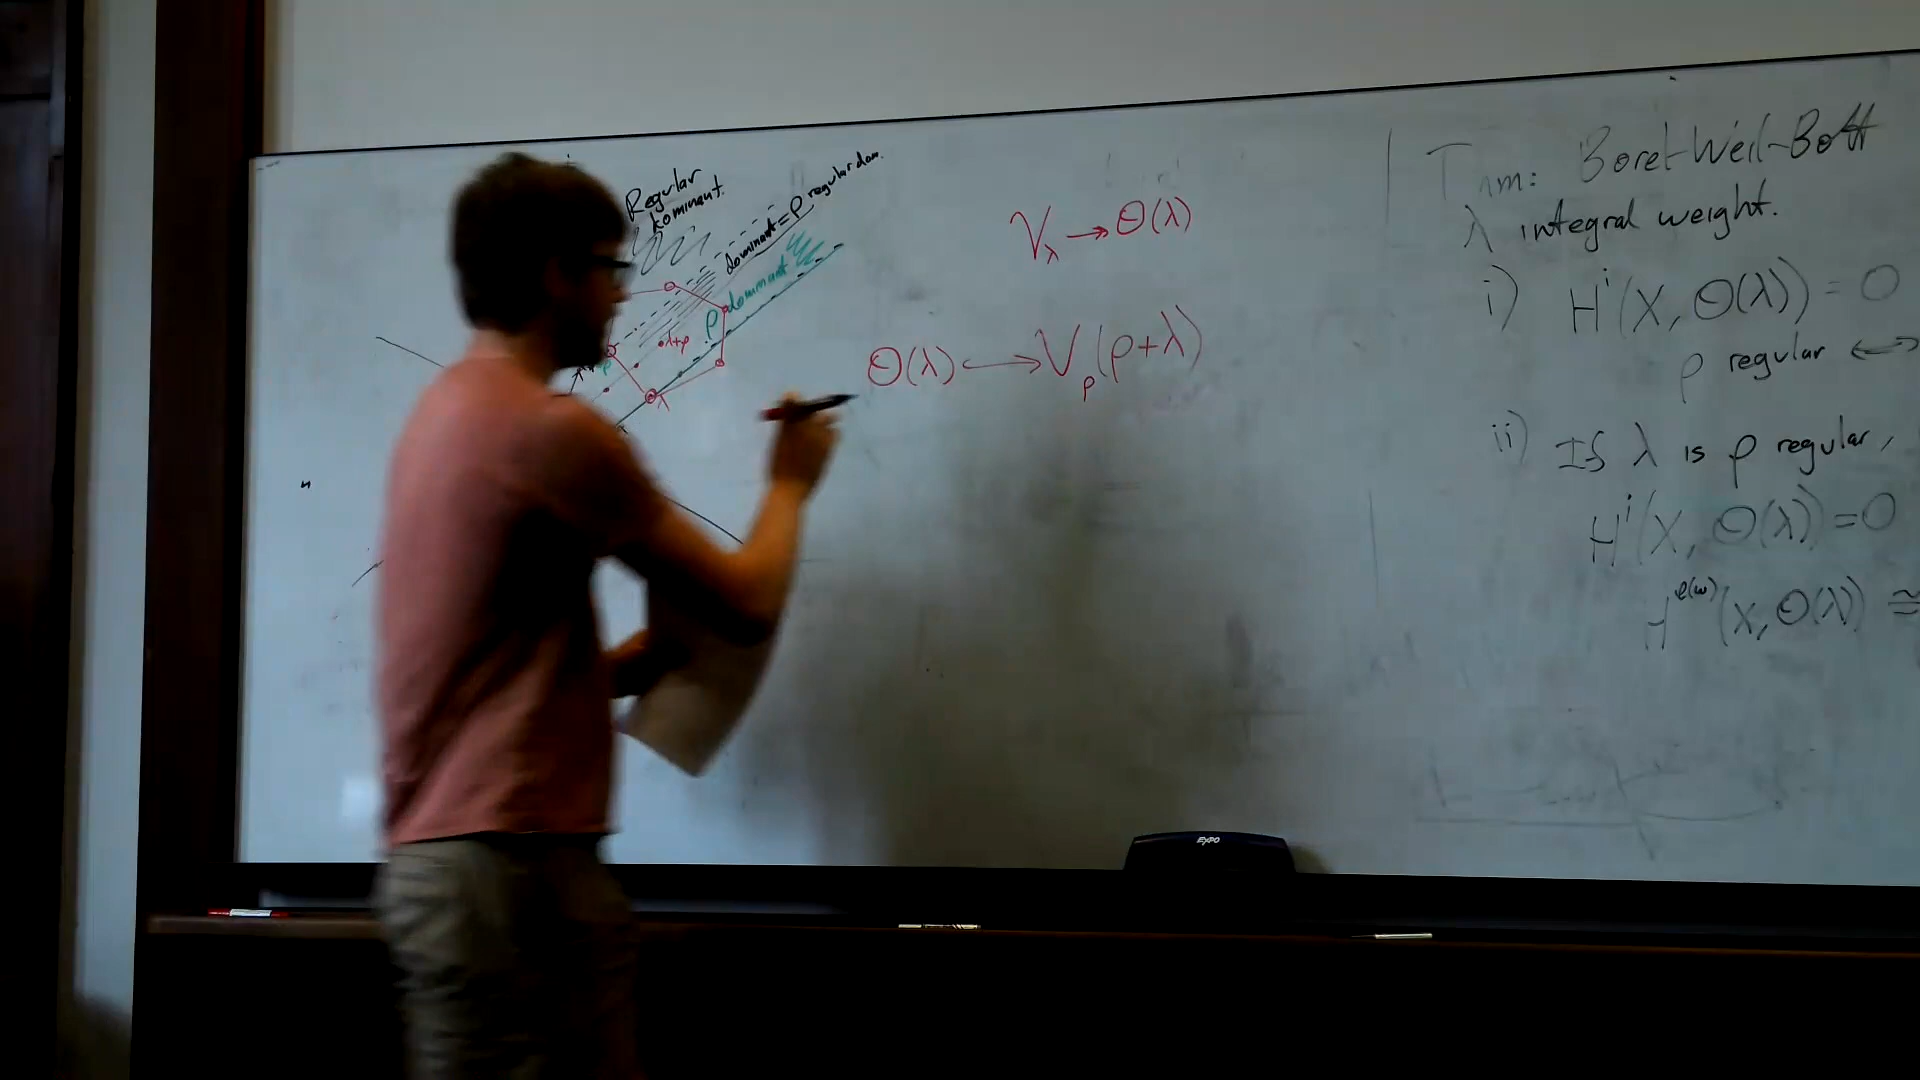 Regular
dominant.
dominant = ρ regular dom.
ρ dominant
λ+ρ
ρ
λ
V_λ ↠ Θ(λ)
Θ(λ) ↪ V_ρ(ρ+λ)
Thm: Borel-Weil-Bott
λ integral weight.
i) H^i(X, Θ(λ)) = 0
ρ regular ↔
ii) If λ is ρ regular,
H^i(X, Θ(λ)) = 0
H^{ℓ(w)}(X, Θ(λ)) ≅
EXPO